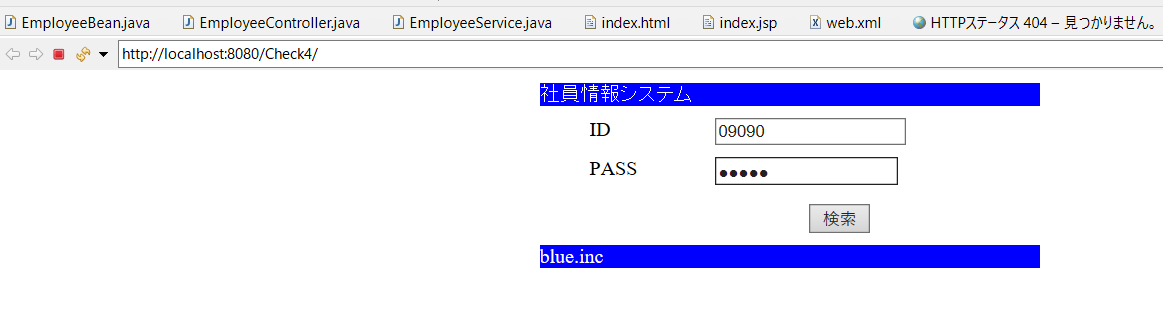 EmployeeBean.java EmployeeController.java EmployeeService.java index.html index.jsp web.xml HTTPステータス 404 – 見つかりません。
http://localhost:8080/Check4/
社員情報システム
ID 09090
PASS ●●●●●
検索
blue.inc